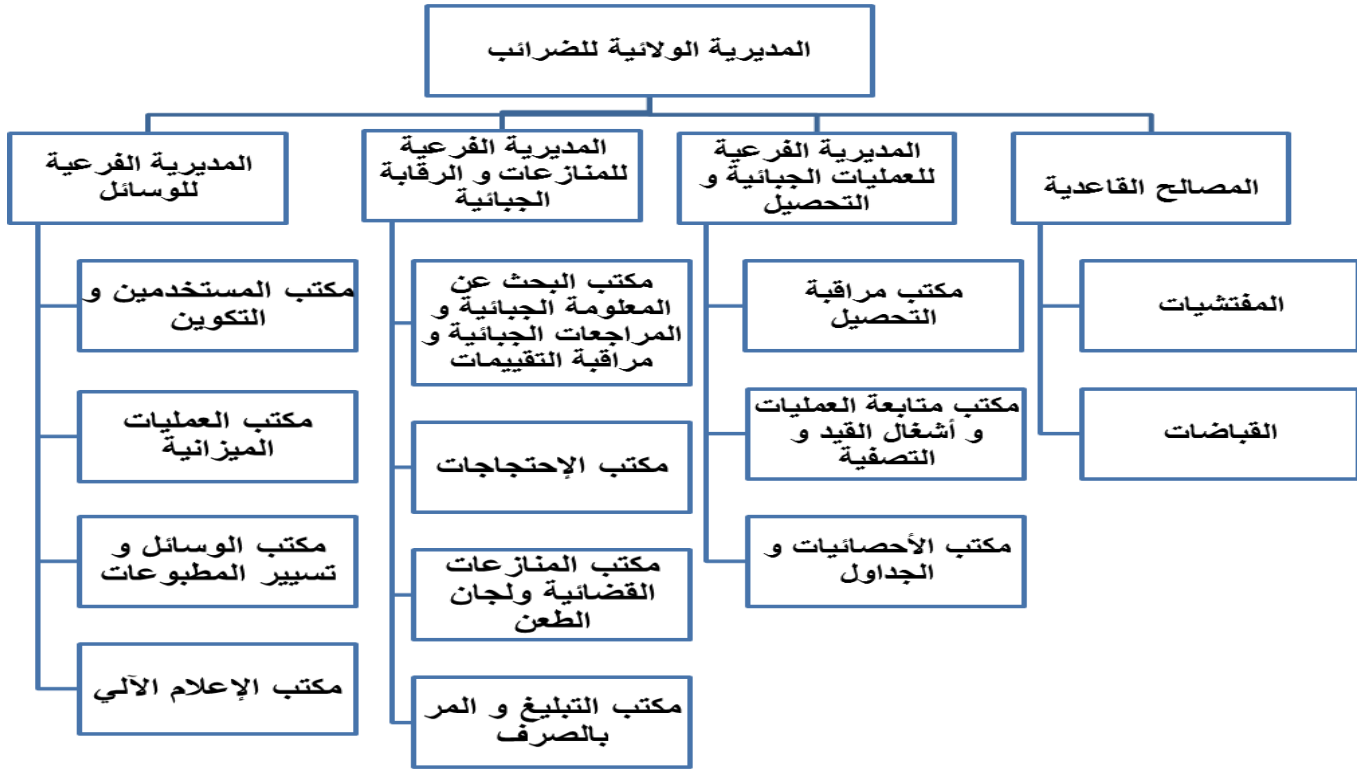 المديرية الولائية للضرائب
المصالح القاعدية
المفتشيات
القباضات
المديرية الفرعية
للعمليات الجبائية و
التحصيل
مكتب مراقبة
التحصيل
مكتب متابعة العمليات
و أشغال القيد و
التصفية
مكتب الأحصائيات و
الجداول
المديرية الفرعية
للمنازعات و الرقابة
الجبائية
مكتب البحث عن
المعلومة الجبائية و
المراجعات الجبائية و
مراقبة التقييمات
مكتب الإحتجاجات
مكتب المنازعات
القضائية ولجان
الطعن
مكتب التبليغ و المر
بالصرف
المديرية الفرعية
للوسائل
مكتب المستخدمين و
التكوين
مكتب العمليات
الميزانية
مكتب الوسائل و
تسيير المطبوعات
مكتب الإعلام الآلي